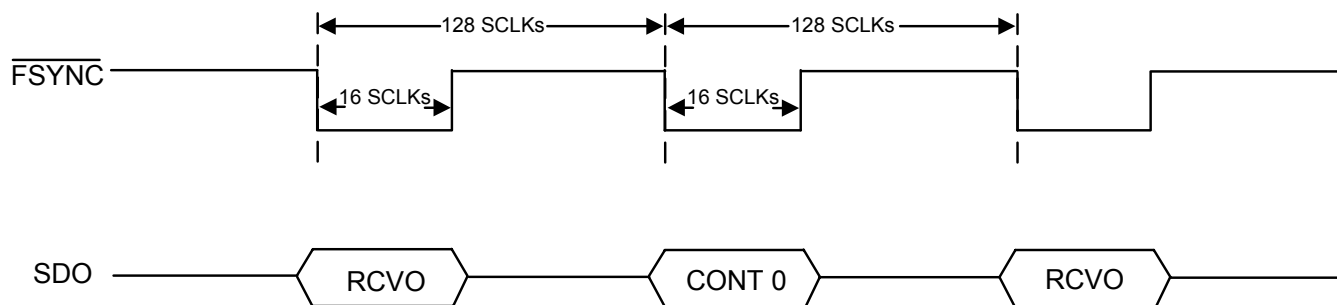 128 SCLKs
128 SCLKs
FSYNC
16 SCLKs
16 SCLKs
SDO
RCVO
CONT 0
RCVO